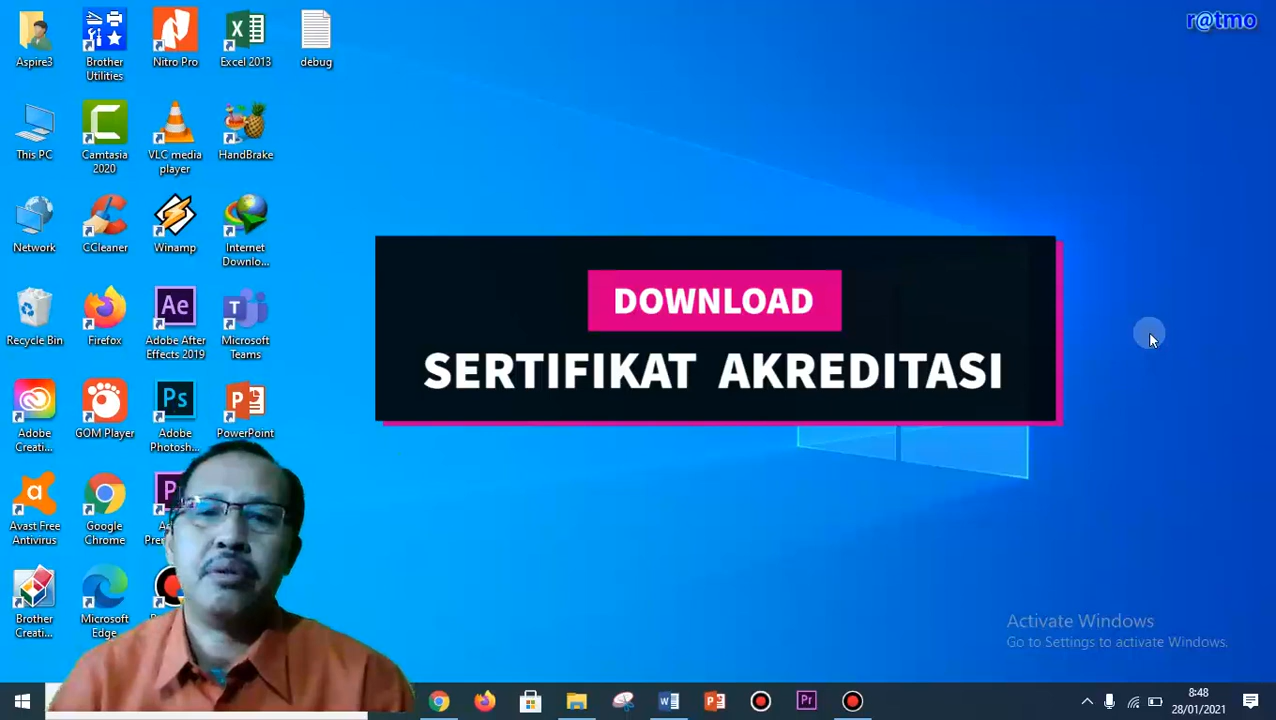 r@tmo
Aspire3
Brother
Utilities
Nitro Pro
Excel 2013
debug
This PC
Camtasia
2020
VLC media
player
HandBrake
Network
CCleaner
Winamp
Internet
Downlo...
Recycle Bin
Firefox
Adobe After
Effects 2019
Microsoft
Teams
DOWNLOAD
SERTIFIKAT AKREDITASI
Adobe
Creati...
GOM Player
Adobe
Photosh...
PowerPoint
Avast Free
Antivirus
Google
Chrome
Brother
Creati...
Microsoft
Edge
Activate Windows
Go to Settings to activate Windows.
8:48
28/01/2021